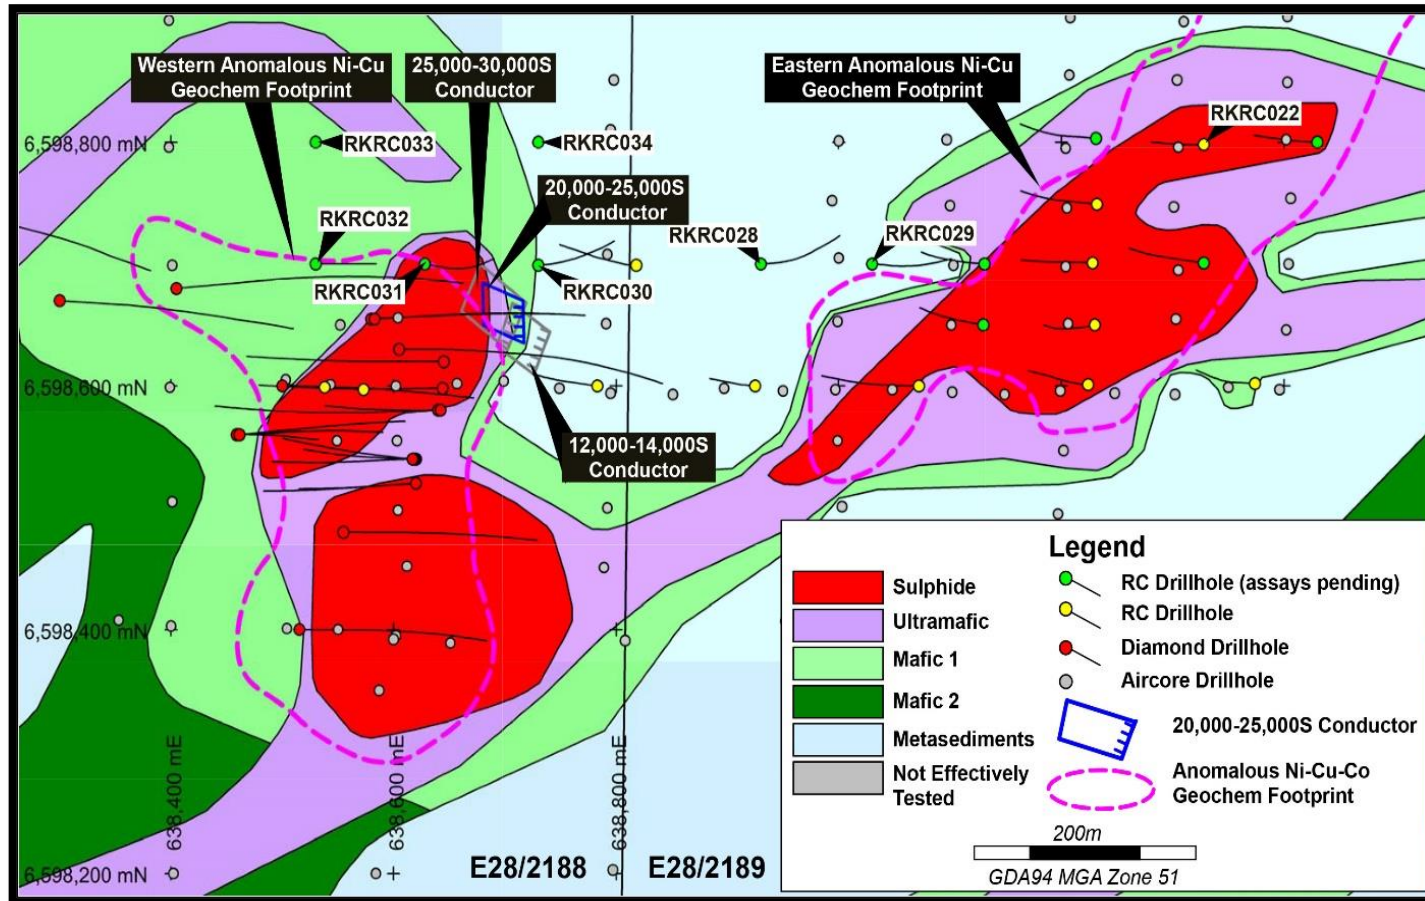 Western Anomalous Ni-Cu
Geochem Footprint
25,000-30,000S
Conductor
Eastern Anomalous Ni-Cu
Geochem Footprint
RKRC022
6,598,800 mN
RKRC033
RKRC034
20,000-25,000S
Conductor
RKRC032
RKRC028
RKRC029
RKRC031
RKRC030
6,598,600 mN
12,000-14,000S
Conductor
6,598,400 mN
638,400 mE
638,600 mE
638,800 mE
6,598,200 mN
E28/2188
E28/2189
Legend
Sulphide
Ultramafic
Mafic 1
Mafic 2
Metasediments
Not Effectively
Tested
RC Drillhole (assays pending)
RC Drillhole
Diamond Drillhole
Aircore Drillhole
20,000-25,000S Conductor
Anomalous Ni-Cu-Co
Geochem Footprint
200m
GDA94 MGA Zone 51